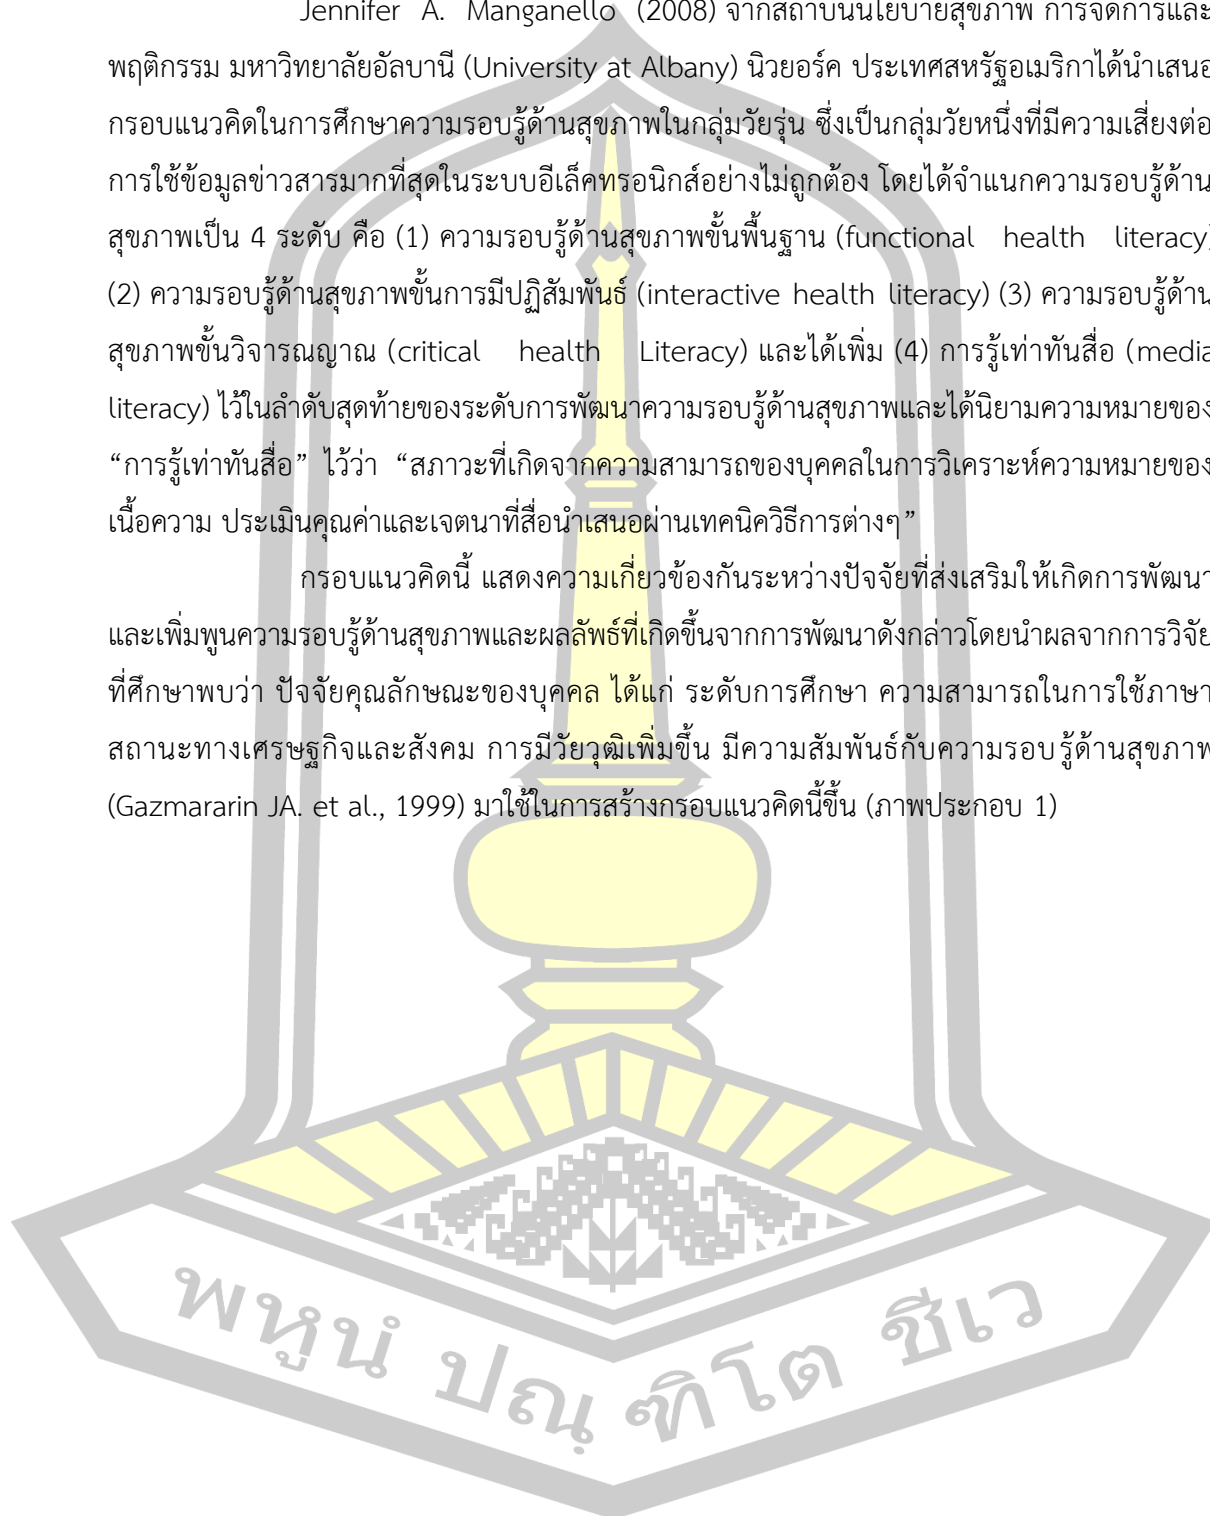 Jennifer A. Manganello (2008) จากสถาบันนโยบายสุขภาพ การจัดการและ
พฤติกรรม มหาวิทยาลัยอัลบานี (University at Albany) นิวยอร์ค ประเทศสหรัฐอเมริกาได้นำเสนอ
กรอบแนวคิดในการศึกษาความรอบรู้ด้านสุขภาพในกลุ่มวัยรุ่น ซึ่งเป็นกลุ่มวัยหนึ่งที่มีความเสี่ยงต่อ
การใช้ข้อมูลข่าวสารมากที่สุดในระบบอีเล็คทรอนิกส์อย่างไม่ถูกต้อง โดยได้จำแนกความรอบรู้ด้าน
สุขภาพเป็น 4 ระดับ คือ (1) ความรอบรู้ด้านสุขภาพขั้นพื้นฐาน (functional health literacy)
(2) ความรอบรู้ด้านสุขภาพขั้นการมีปฏิสัมพันธ์ (interactive health literacy) (3) ความรอบรู้ด้าน
สุขภาพขั้นวิจารณญาณ (critical health Literacy) และได้เพิ่ม (4) การรู้เท่าทันสื่อ (media
literacy) ไว้ในลำดับสุดท้ายของระดับการพัฒนาความรอบรู้ด้านสุขภาพและได้นิยามความหมายของ
“การรู้เท่าทันสื่อ” ไว้ว่า “สภาวะที่เกิดจากความสามารถของบุคคลในการวิเคราะห์ความหมายของ
เนื้อความ ประเมินคุณค่าและเจตนาที่สื่อนำเสนอผ่านเทคนิควิธีการต่างๆ”
กรอบแนวคิดนี้ แสดงความเกี่ยวข้องกันระหว่างปัจจัยที่ส่งเสริมให้เกิดการพัฒนา
และเพิ่มพูนความรอบรู้ด้านสุขภาพและผลลัพธ์ที่เกิดขึ้นจากการพัฒนาดังกล่าวโดยนำผลจากการวิจัย
ที่ศึกษาพบว่า ปัจจัยคุณลักษณะของบุคคล ได้แก่ ระดับการศึกษา ความสามารถในการใช้ภาษา
สถานะทางเศรษฐกิจและสังคม การมีวัยวุฒิเพิ่มขึ้น มีความสัมพันธ์กับความรอบรู้ด้านสุขภาพ
(Gazmararin JA. et al., 1999) มาใช้ในการสร้างกรอบแนวคิดนี้ขึ้น (ภาพประกอบ 1)
พหูนํ ปณฺฑิโต ชีเว